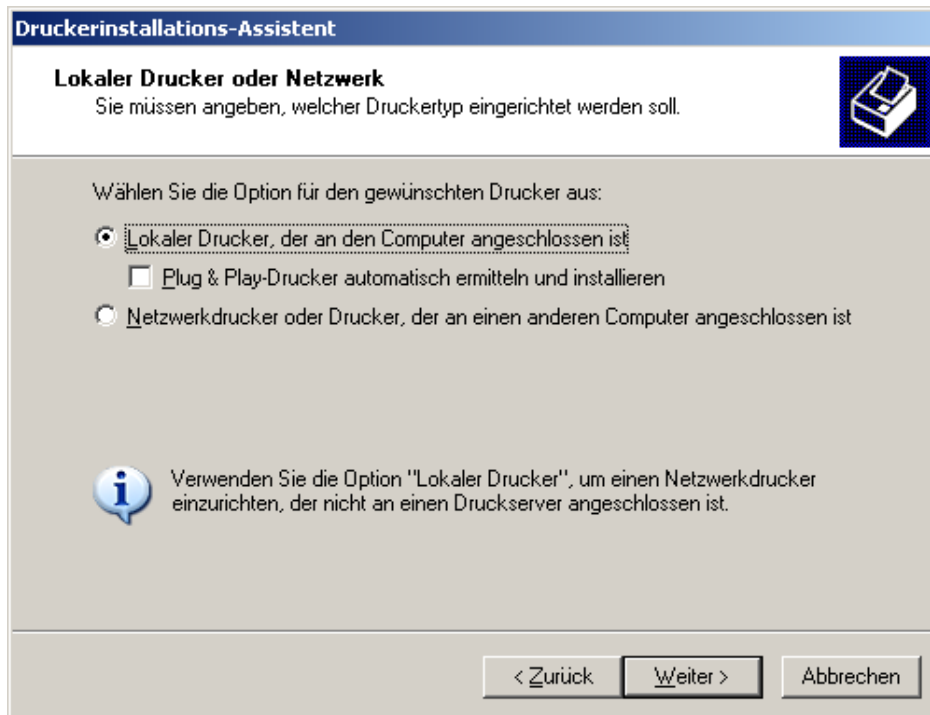 Druckerinstallations-Assistent
Lokaler Drucker oder Netzwerk
Sie müssen angeben, welcher Druckertyp eingerichtet werden soll.
Wählen Sie die Option für den gewünschten Drucker aus:
Lokaler Drucker, der an den Computer angeschlossen ist
Plug & Play-Drucker automatisch ermitteln und installieren
Netzwerkdrucker oder Drucker, der an einen anderen Computer angeschlossen ist
Verwenden Sie die Option "Lokaler Drucker", um einen Netzwerkdrucker
einzurichten, der nicht an einen Druckserver angeschlossen ist.
< Zurück Weiter > Abbrechen